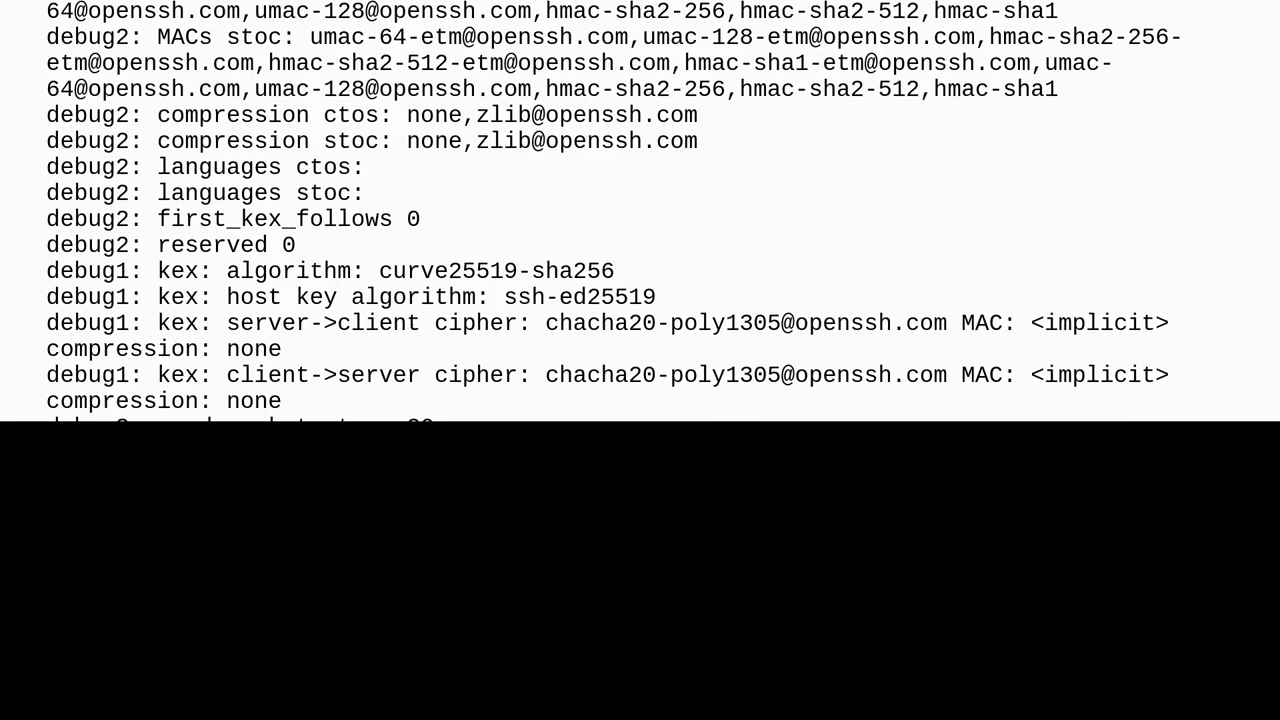 64@openssh.com,umac-128@openssh.com,hmac-sha2-256,hmac-sha2-512,hmac-sha1
debug2: MACs stoc: umac-64-etm@openssh.com,umac-128-etm@openssh.com,hmac-sha2-256-
etm@openssh.com,hmac-sha2-512-etm@openssh.com,hmac-sha1-etm@openssh.com,umac-
64@openssh.com,umac-128@openssh.com,hmac-sha2-256,hmac-sha2-512,hmac-sha1
debug2: compression ctos: none,zlib@openssh.com
debug2: compression stoc: none,zlib@openssh.com
debug2: languages ctos:
debug2: languages stoc:
debug2: first_kex_follows 0
debug2: reserved 0
debug1: kex: algorithm: curve25519-sha256
debug1: kex: host key algorithm: ssh-ed25519
debug1: kex: server->client cipher: chacha20-poly1305@openssh.com MAC: <implicit>
compression: none
debug1: kex: client->server cipher: chacha20-poly1305@openssh.com MAC: <implicit>
compression: none